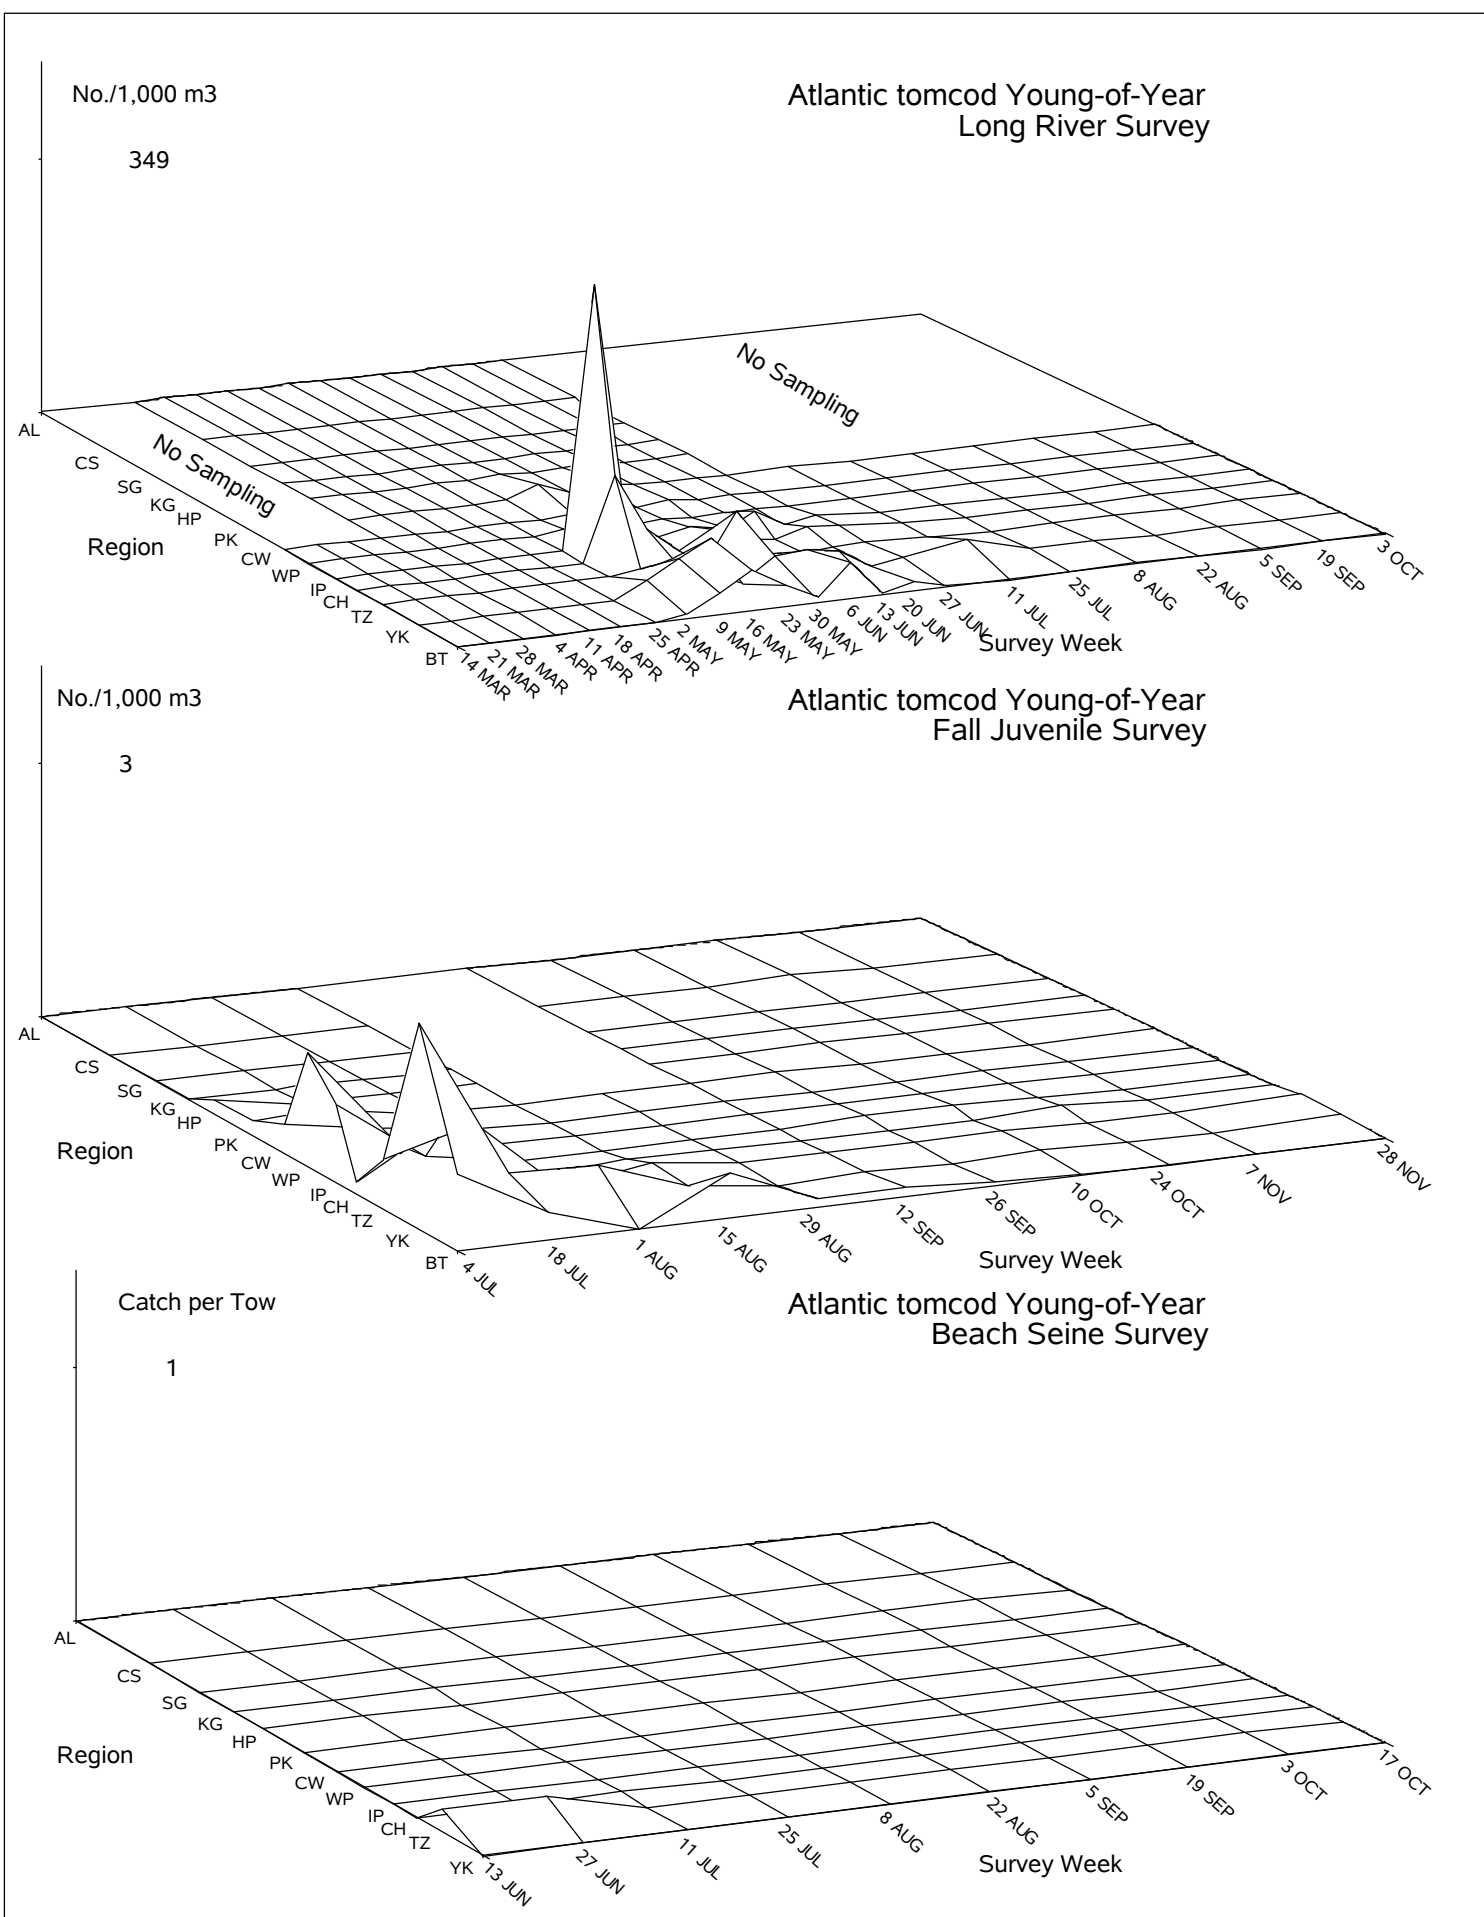 No./1,000 m3
Atlantic tomcod Young-of-Year
Long River Survey
349
No Sampling
No Sampling
AL
CS
SG
KG
HP
PK
CW
WP
IP
CH
TZ
YK
BT
Region
14 MAR
21 MAR
28 MAR
4 APR
11 APR
18 APR
25 APR
2 MAY
9 MAY
16 MAY
23 MAY
30 MAY
6 JUN
13 JUN
20 JUN
27 JUN
11 JUL
25 JUL
8 AUG
22 AUG
5 SEP
19 SEP
3 OCT
Survey Week
No./1,000 m3
Atlantic tomcod Young-of-Year
Fall Juvenile Survey
3
AL
CS
SG
KG
HP
PK
CW
WP
IP
CH
TZ
YK
BT
Region
4 JUL
18 JUL
1 AUG
15 AUG
29 AUG
12 SEP
26 SEP
10 OCT
24 OCT
7 NOV
28 NOV
Survey Week
Catch per Tow
Atlantic tomcod Young-of-Year
Beach Seine Survey
1
AL
CS
SG
KG
HP
PK
CW
WP
IP
CH
TZ
YK
Region
13 JUN
27 JUN
11 JUL
25 JUL
8 AUG
22 AUG
5 SEP
19 SEP
3 OCT
17 OCT
Survey Week